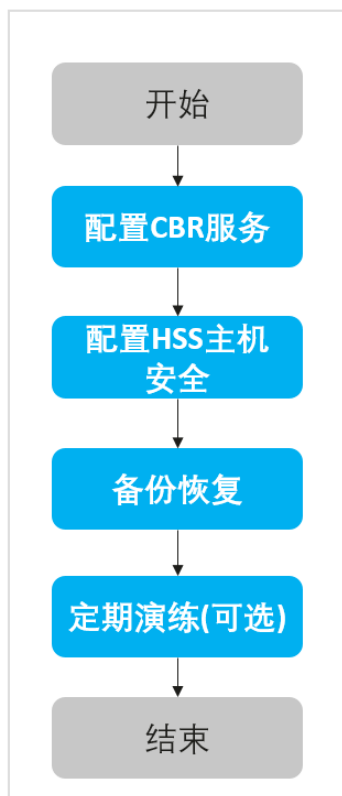 开始
配置CBR服务
配置HSS主机
安全
备份恢复
定期演练(可选)
结束